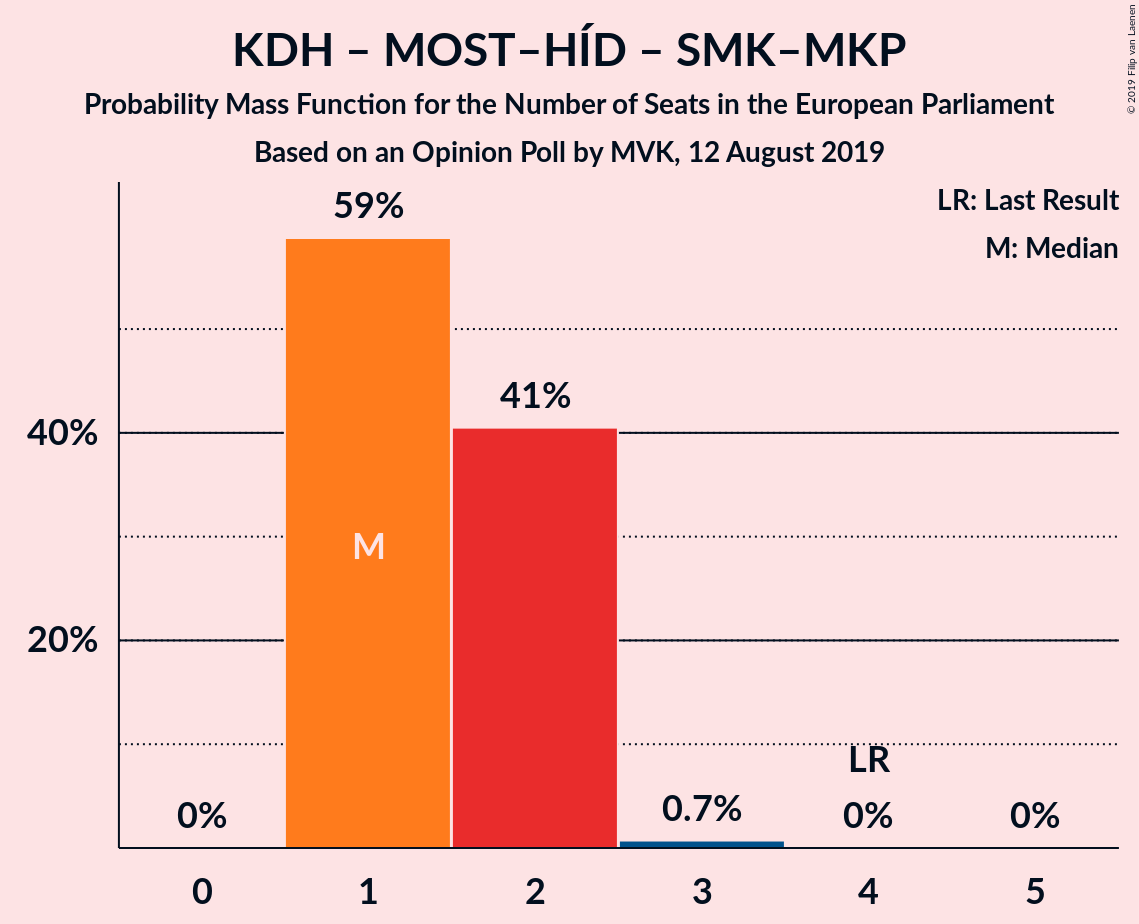 KDH – MOST–HÍD – SMK–MKP
Probability Mass Function for the Number of Seats in the European Parliament
Based on an Opinion Poll by MVK, 12 August 2019
© 2019 Filip van Laenen
LR: Last Result
M: Median
59%
41%
40%
M
20%
LR
0%
0.7%
0%
0%
0
1
2
3
4
5